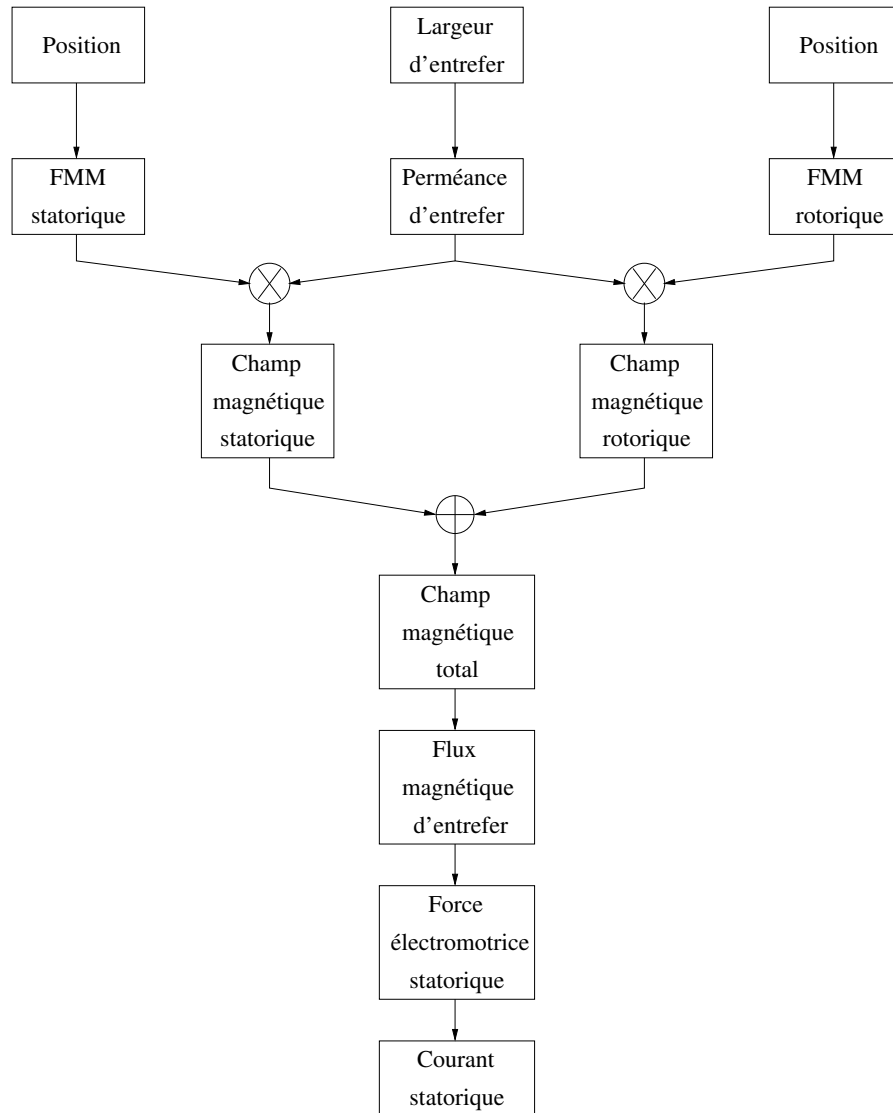 Position
Largeur
d'entrefer
Position
FMM
statorique
Perméance
d'entrefer
FMM
rotorique
Champ
magnétique
statorique
Champ
magnétique
rotorique
Champ
magnétique
total
Flux
magnétique
d'entrefer
Force
électromotrice
statorique
Courant
statorique